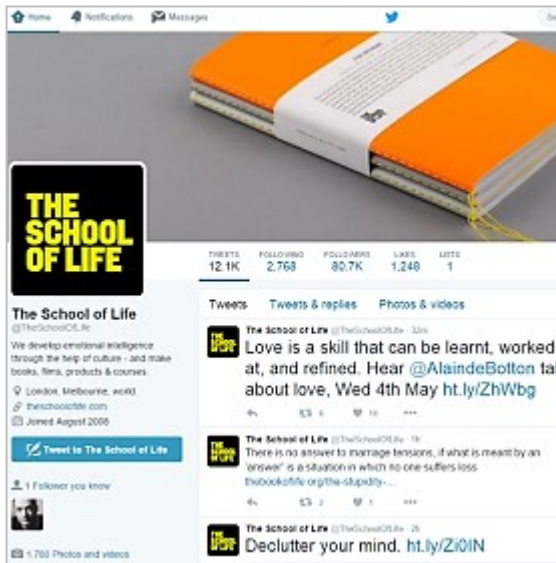 Home Notifications Messages
THE
SCHOOL
OF LIFE
TWEETS FOLLOWING FOLLOWERS LIKES LISTS
12.1K 2,768 80.7K 1,248 1
The School of Life
@TheSchoolOfLife
We develop emotional intelligence
through the help of culture - and make
books, films, products & courses.
London, Melbourne, world
theschooloflife.com
Joined August 2008
Tweet to The School of Life
1 Follower you know
1,700 Photos and videos
Tweets Tweets & replies Photos & videos
The School of Life @TheSchoolOfLife
Love is a skill that can be learnt, worked
at, and refined. Hear @AlaindeBotton tal
about love, Wed 4th May ht.ly/ZhWbg
The School of Life @TheSchoolOfLife · 1h
There is no answer to marriage tensions, if what is meant by an
'answer' is a situation in which no one suffers loss
thebookoflife.org/the-stupidity-...
2 1
The School of Life @TheSchoolOfLife · 2h
Declutter your mind. ht.ly/Zi0IN